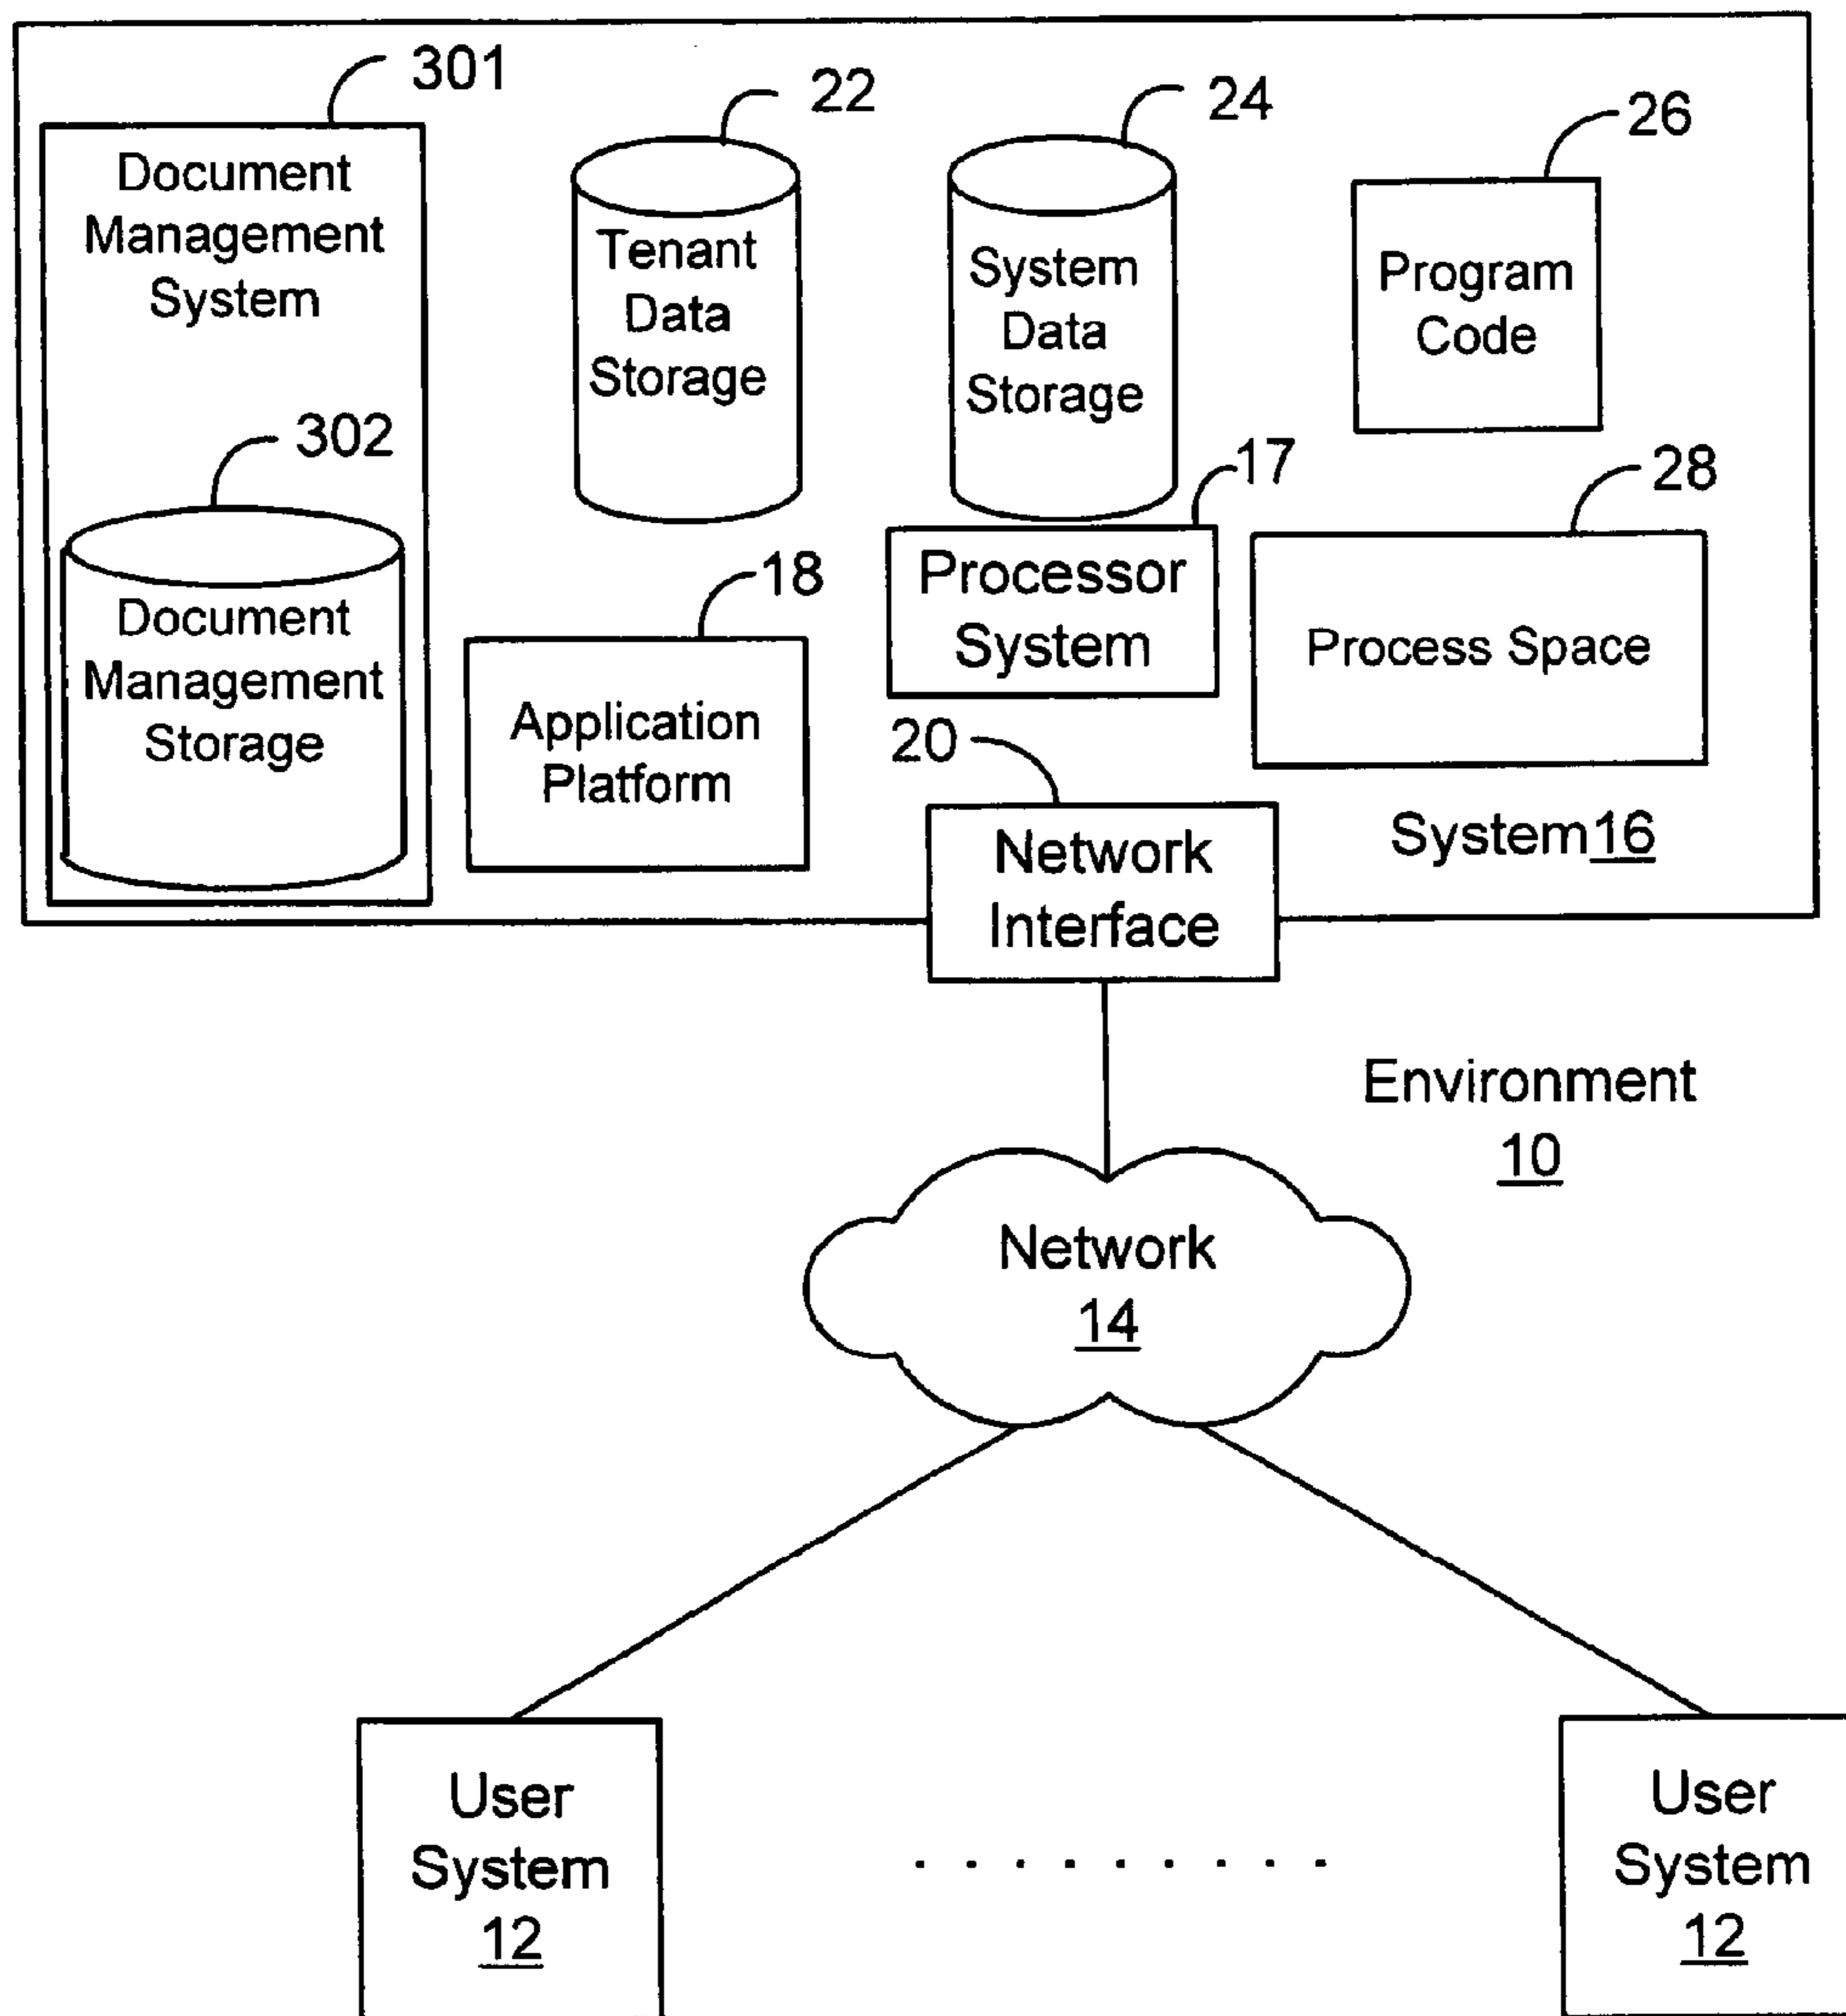 301
Document
Management
System
302
Document
Management
Storage
22
Tenant
Data
Storage
24
System
Data
Storage
26
Program
Code
17
Processor
System
28
Process Space
18
Application
Platform
20
Network
Interface
System 16
Environment
10
Network
14
User
System
12
User
System
12